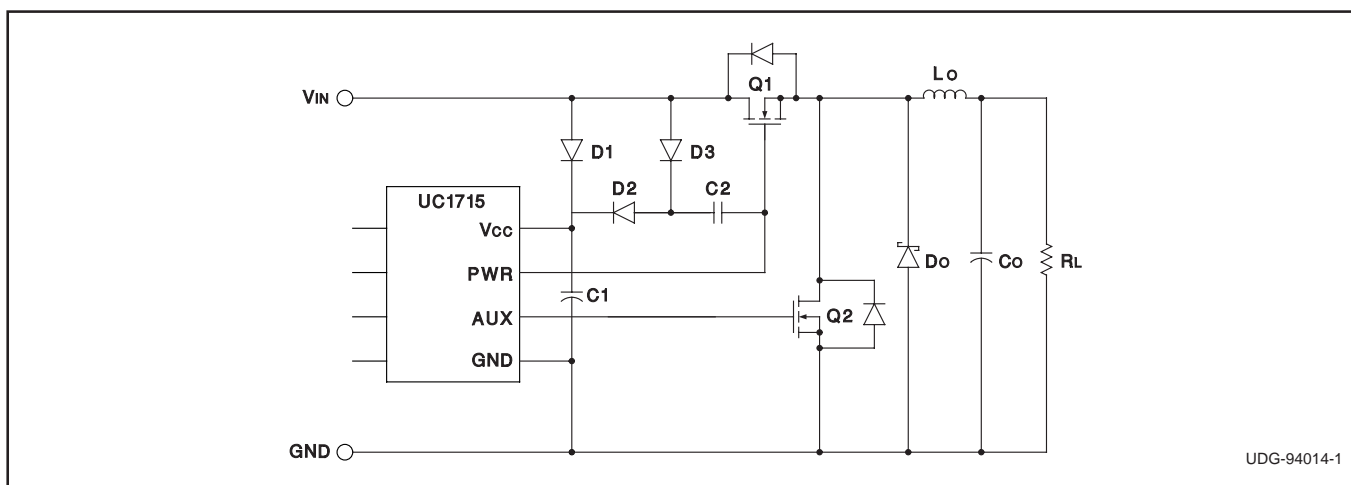 Q1
Lo
VIN
D1
D3
D2
C2
UC1715
VCC
PWR
C1
AUX
GND
Q2
Do
Co
RL
GND
UDG-94014-1